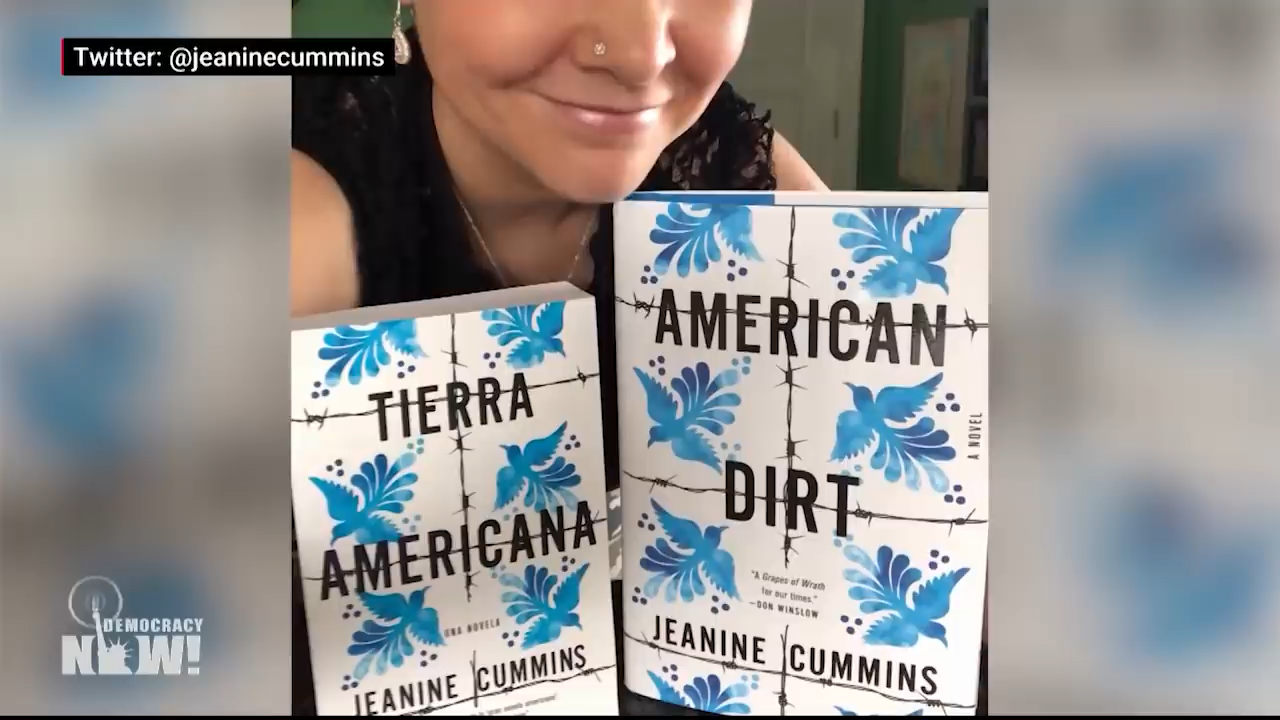 Twitter: @jeaninecummins
TIERRA
AMERICANA
UNA NOVELA
JEANINE CUMMINS
AMERICAN
DIRT
A NOVEL
"A Grapes of Wrath
for our times."
—DON WINSLOW
JEANINE CUMMINS
DEMOCRACY
NOW!